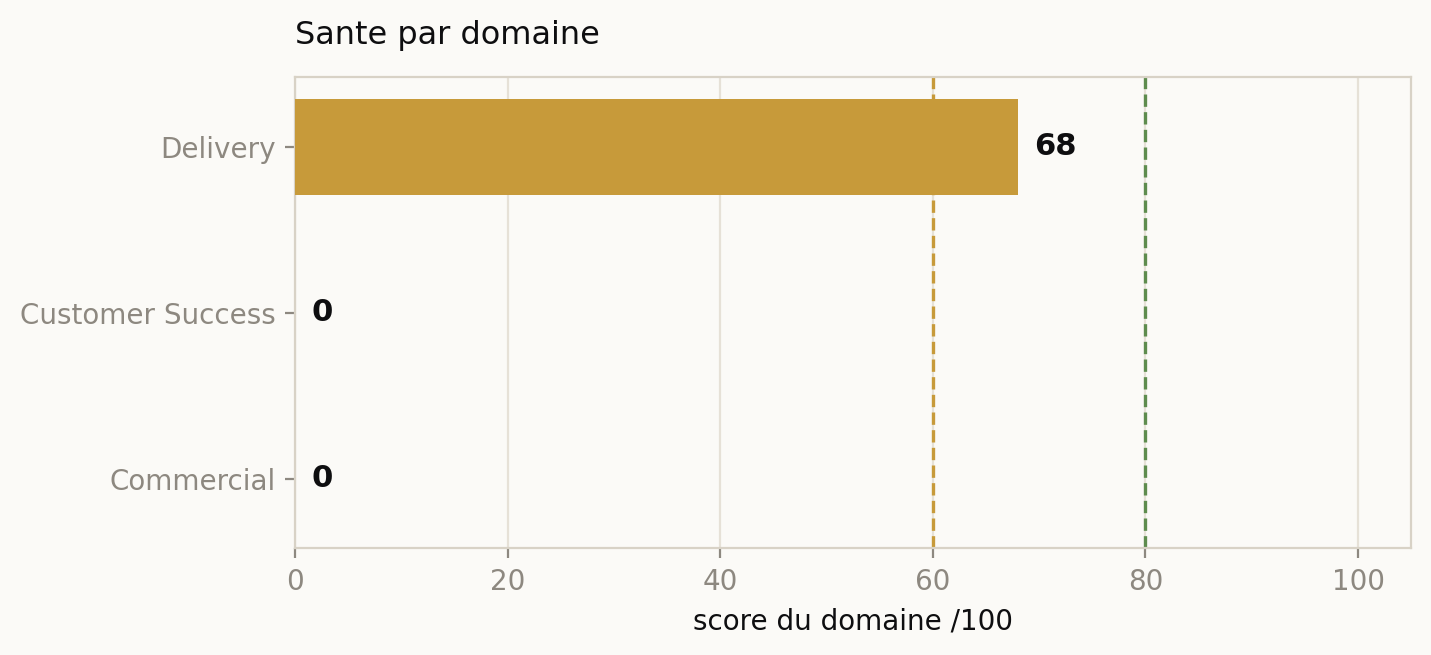 Sante par domaine
Delivery
68
Customer Success
0
Commercial
0
0 20 40 60 80 100
score du domaine /100